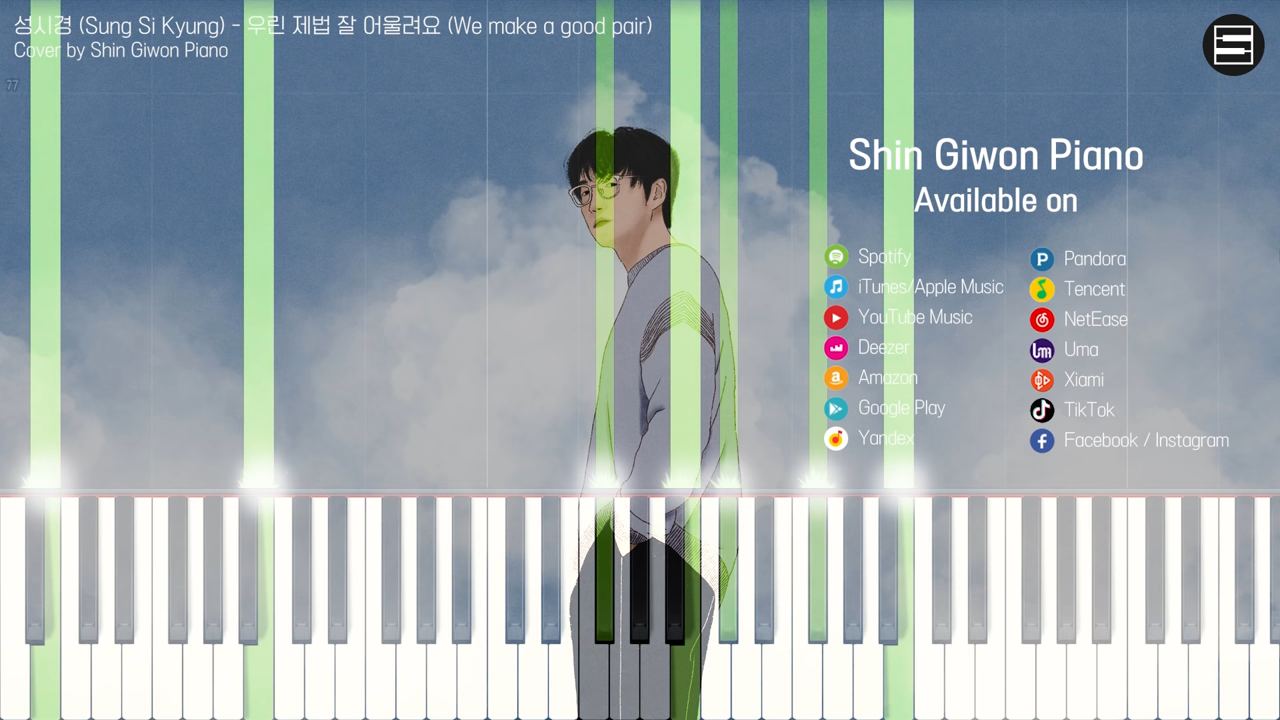 성시경 (Sung Si Kyung) - 우린 제법 잘 어울려요 (We make a good pair)
Cover by Shin Giwon Piano
77
Shin Giwon Piano
Available on
Spotify
iTunes/Apple Music
YouTube Music
Deezer
Amazon
Google Play
Yandex
Pandora
Tencent
NetEase
Uma
Xiami
TikTok
Facebook / Instagram